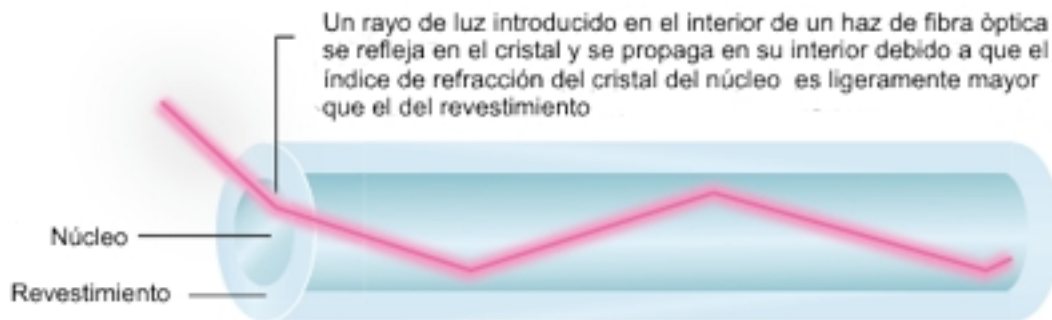 Un rayo de luz introducido en el interior de un haz de fibra òptica
se refleja en el cristal y se propaga en su interior debido a que el
índice de refracción del cristal del núcleo es ligeramente mayor
que el del revestimiento
Núcleo
Revestimiento